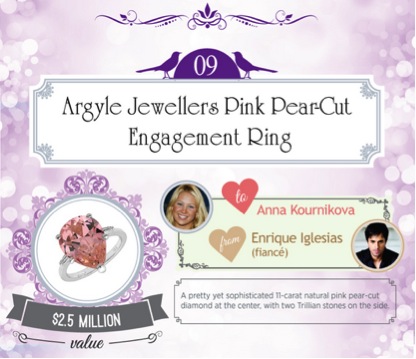 09
Argyle Jewellers Pink Pear-Cut
Engagement Ring
to
Anna Kournikova
from
Enrique Iglesias
(fiancé)
$2.5 MILLION
value
A pretty yet sophisticated 11-carat natural pink pear-cut
diamond at the center, with two Trillian stones on the side.